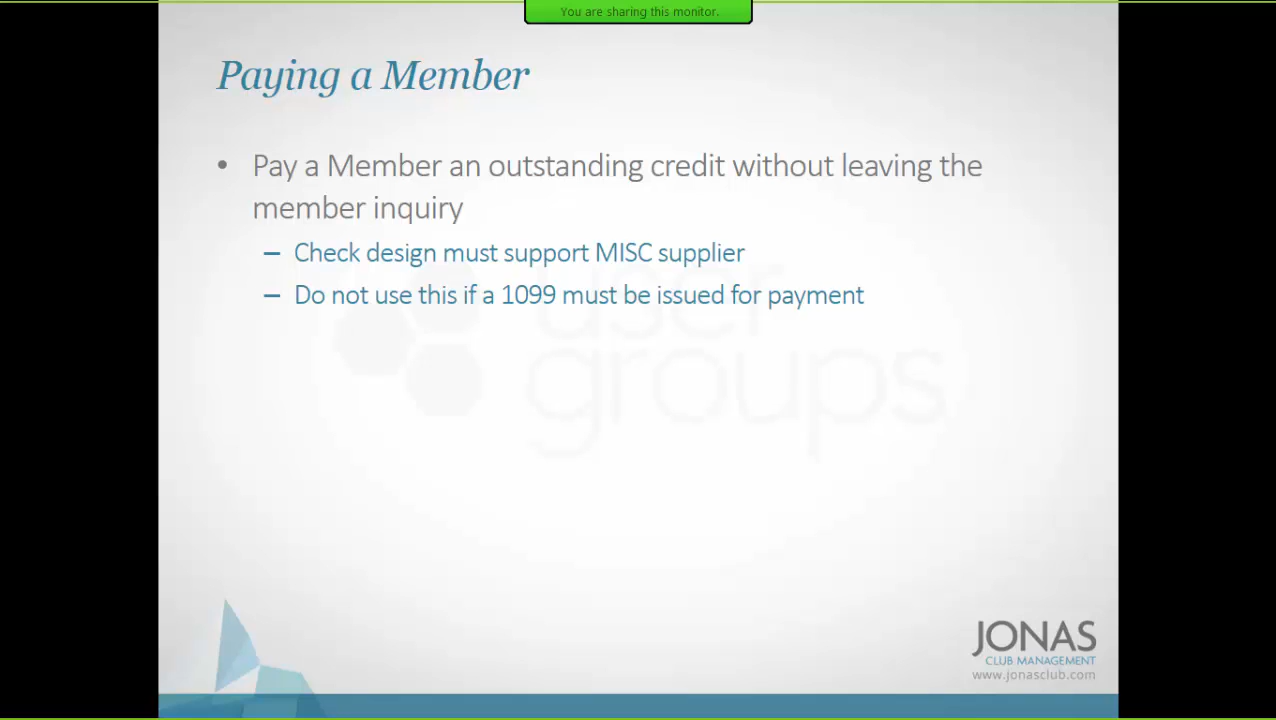 You are sharing this monitor.
Paying a Member
• Pay a Member an outstanding credit without leaving the
member inquiry
– Check design must support MISC supplier
– Do not use this if a 1099 must be issued for payment
user
groups
JONAS
CLUB MANAGEMENT
www.jonasclub.com